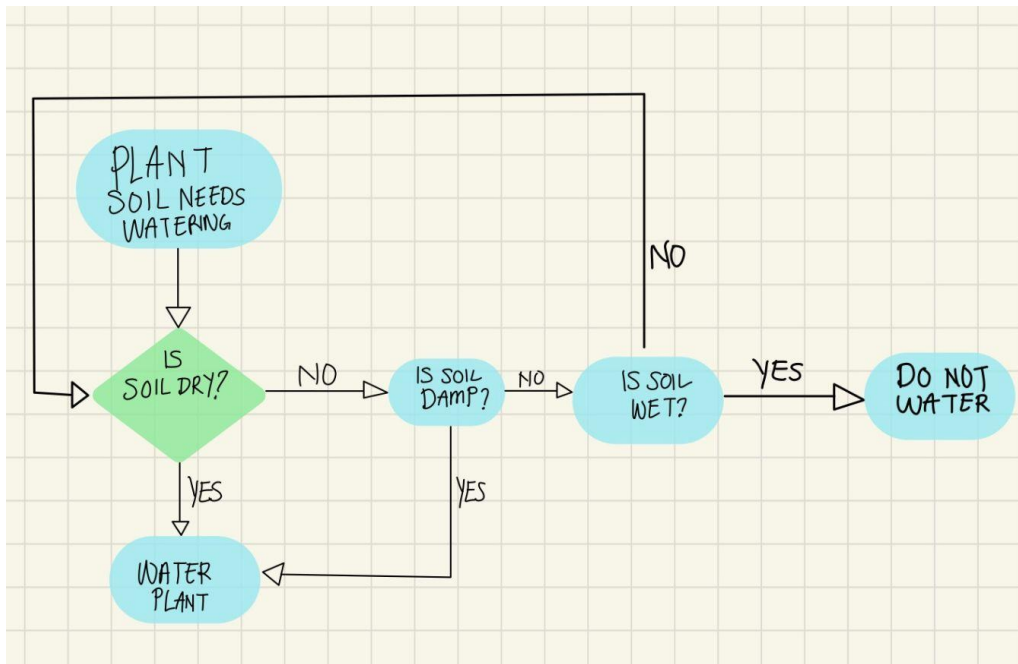 PLANT
SOIL NEEDS
WATERING
NO
IS
SOIL DRY?
NO
IS SOIL
DAMP?
NO
IS SOIL
WET?
YES
DO NOT
WATER
YES
YES
WATER
PLANT